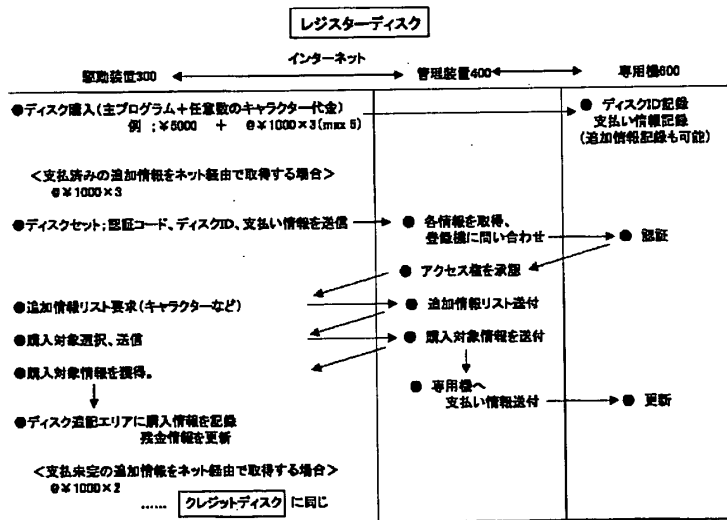 レジスターディスク
インターネット
駆動装置300 管理装置400 専用機600
●ディスク購入(主プログラム+任意数のキャラクター代金)
例 ;¥5000 + @¥1000×3(max 5)
●ディスクID記録
支払い情報記録
(追加情報記録も可能)
<支払済みの追加情報をネット経由で取得する場合>
@¥1000×3
●ディスクセット;認証コード、ディスクID、支払い情報を送信
●各情報を取得、
登録機に問い合わせ
●認証
●アクセス権を承認
●追加情報リスト要求(キャラクターなど)
●追加情報リスト送付
●購入対象選択、送信
●購入対象情報を送付
●購入対象情報を獲得。
●専用機へ
支払い情報送付
●更新
●ディスク追記エリアに購入情報を記録
残金情報を更新
<支払未定の追加情報をネット経由で取得する場合>
@¥1000×2
…… クレジットディスク に同じ